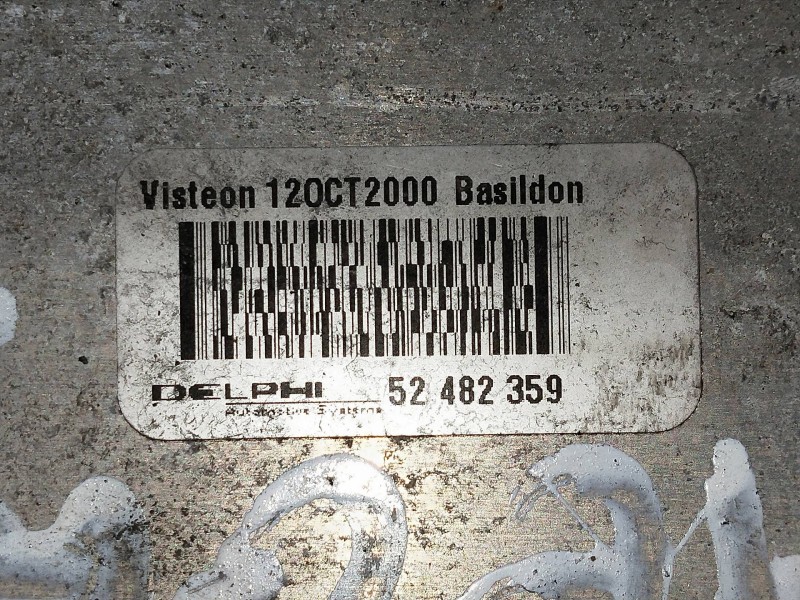 Visteon 12OCT2000 Basildon
DELPHI 52 482 359
Automotive Systems